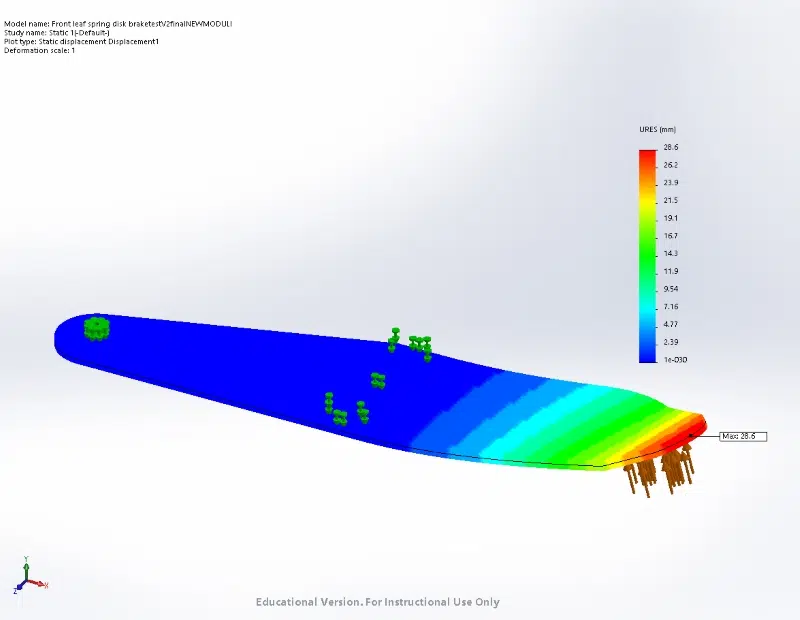 Model name: Front leaf spring disk braketestV2finalNEWMODULI
Study name: Static 1(-Default-)
Plot type: Static displacement Displacement1
Deformation scale: 1
URES (mm)
28.6
26.2
23.9
21.5
19.1
16.7
14.3
11.9
9.54
7.16
4.77
2.39
1e-030
Max: 28.6
Y
Z
X
Educational Version. For Instructional Use Only